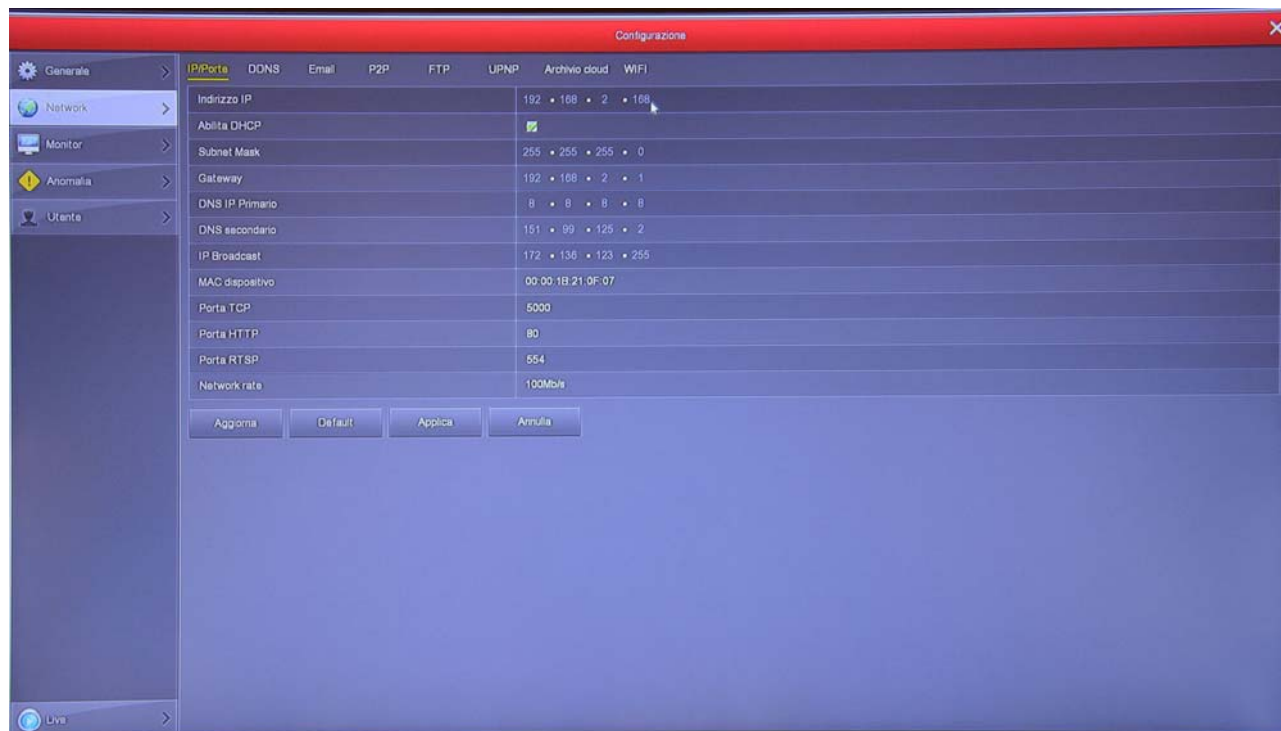 Configurazione
Generale
Network
Monitor
Anomalia
Utente
Live
IP/Porte DDNS Email P2P FTP UPNP Archivio cloud WIFI
Indirizzo IP 192 . 168 . 2 . 168
Abilita DHCP
Subnet Mask 255 . 255 . 255 . 0
Gateway 192 . 168 . 2 . 1
DNS IP Primario 8 . 8 . 8 . 8
DNS secondario 151 . 99 . 125 . 2
IP Broadcast 172 . 136 . 123 . 255
MAC dispositivo 00:00:1B:21:0F:07
Porta TCP 5000
Porta HTTP 80
Porta RTSP 554
Network rate 100Mb/s
Aggiorna Default Applica Annulla